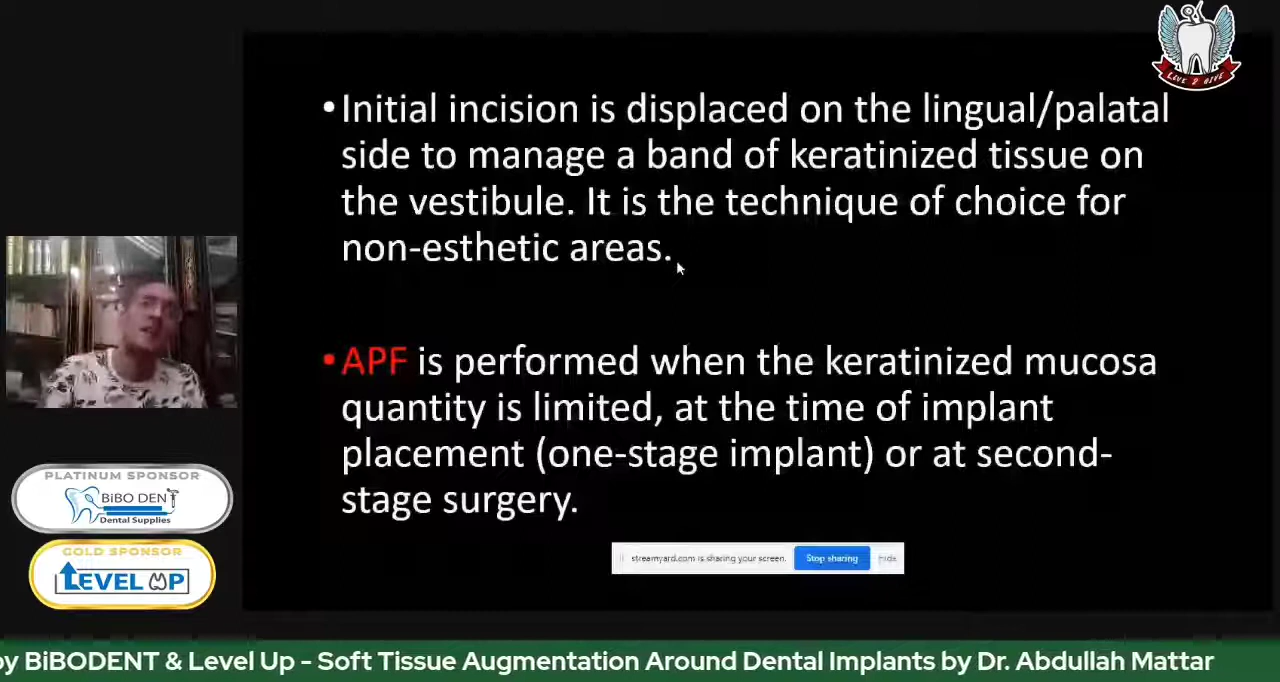 LIVE 2 GIVE
•Initial incision is displaced on the lingual/palatal
side to manage a band of keratinized tissue on
the vestibule. It is the technique of choice for
non-esthetic areas.
•APF is performed when the keratinized mucosa
quantity is limited, at the time of implant
placement (one-stage implant) or at second-
stage surgery.
PLATINUM SPONSOR
BiBO DENT
Dental Supplies
GOLD SPONSOR
LEVEL UP
streamyard.com is sharing your screen.
Stop sharing
Hide
by BiBODENT & Level Up - Soft Tissue Augmentation Around Dental Implants by Dr. Abdullah Mattar